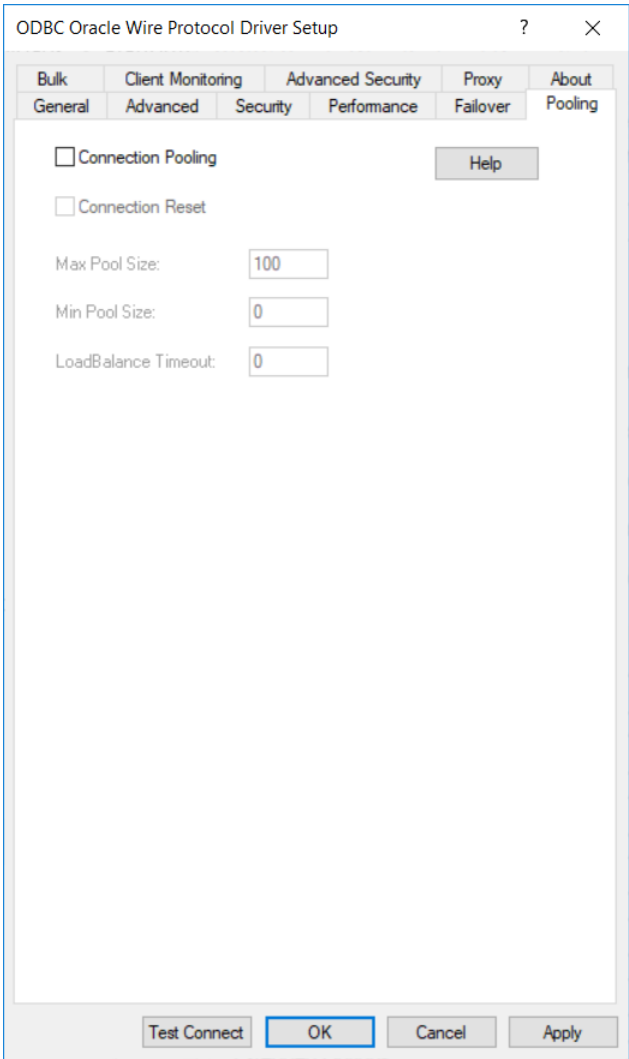 ODBC Oracle Wire Protocol Driver Setup ?
Bulk Client Monitoring Advanced Security Proxy About
General Advanced Security Performance Failover Pooling
Connection Pooling Help
Connection Reset
Max Pool Size: 100
Min Pool Size: 0
LoadBalance Timeout: 0
Test Connect OK Cancel Apply